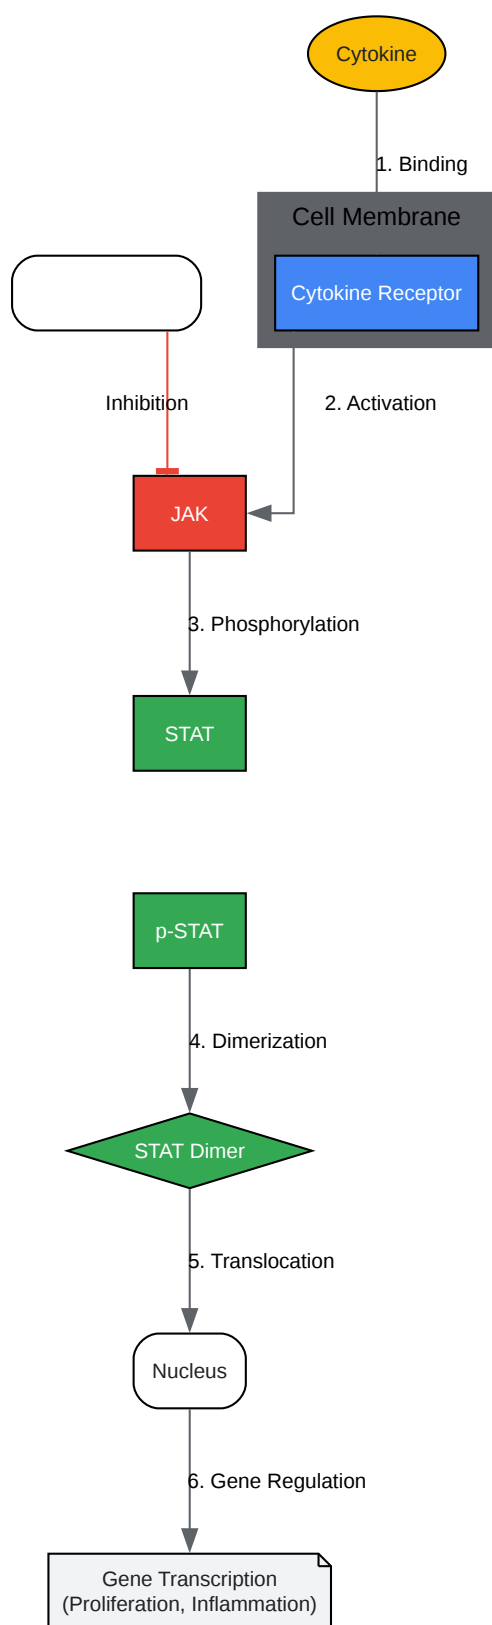 Cytokine
1. Binding
Cell Membrane
Cytokine Receptor
Inhibition
2. Activation
JAK
3. Phosphorylation
STAT
p-STAT
4. Dimerization
STAT Dimer
5. Translocation
Nucleus
6. Gene Regulation
Gene Transcription
(Proliferation, Inflammation)